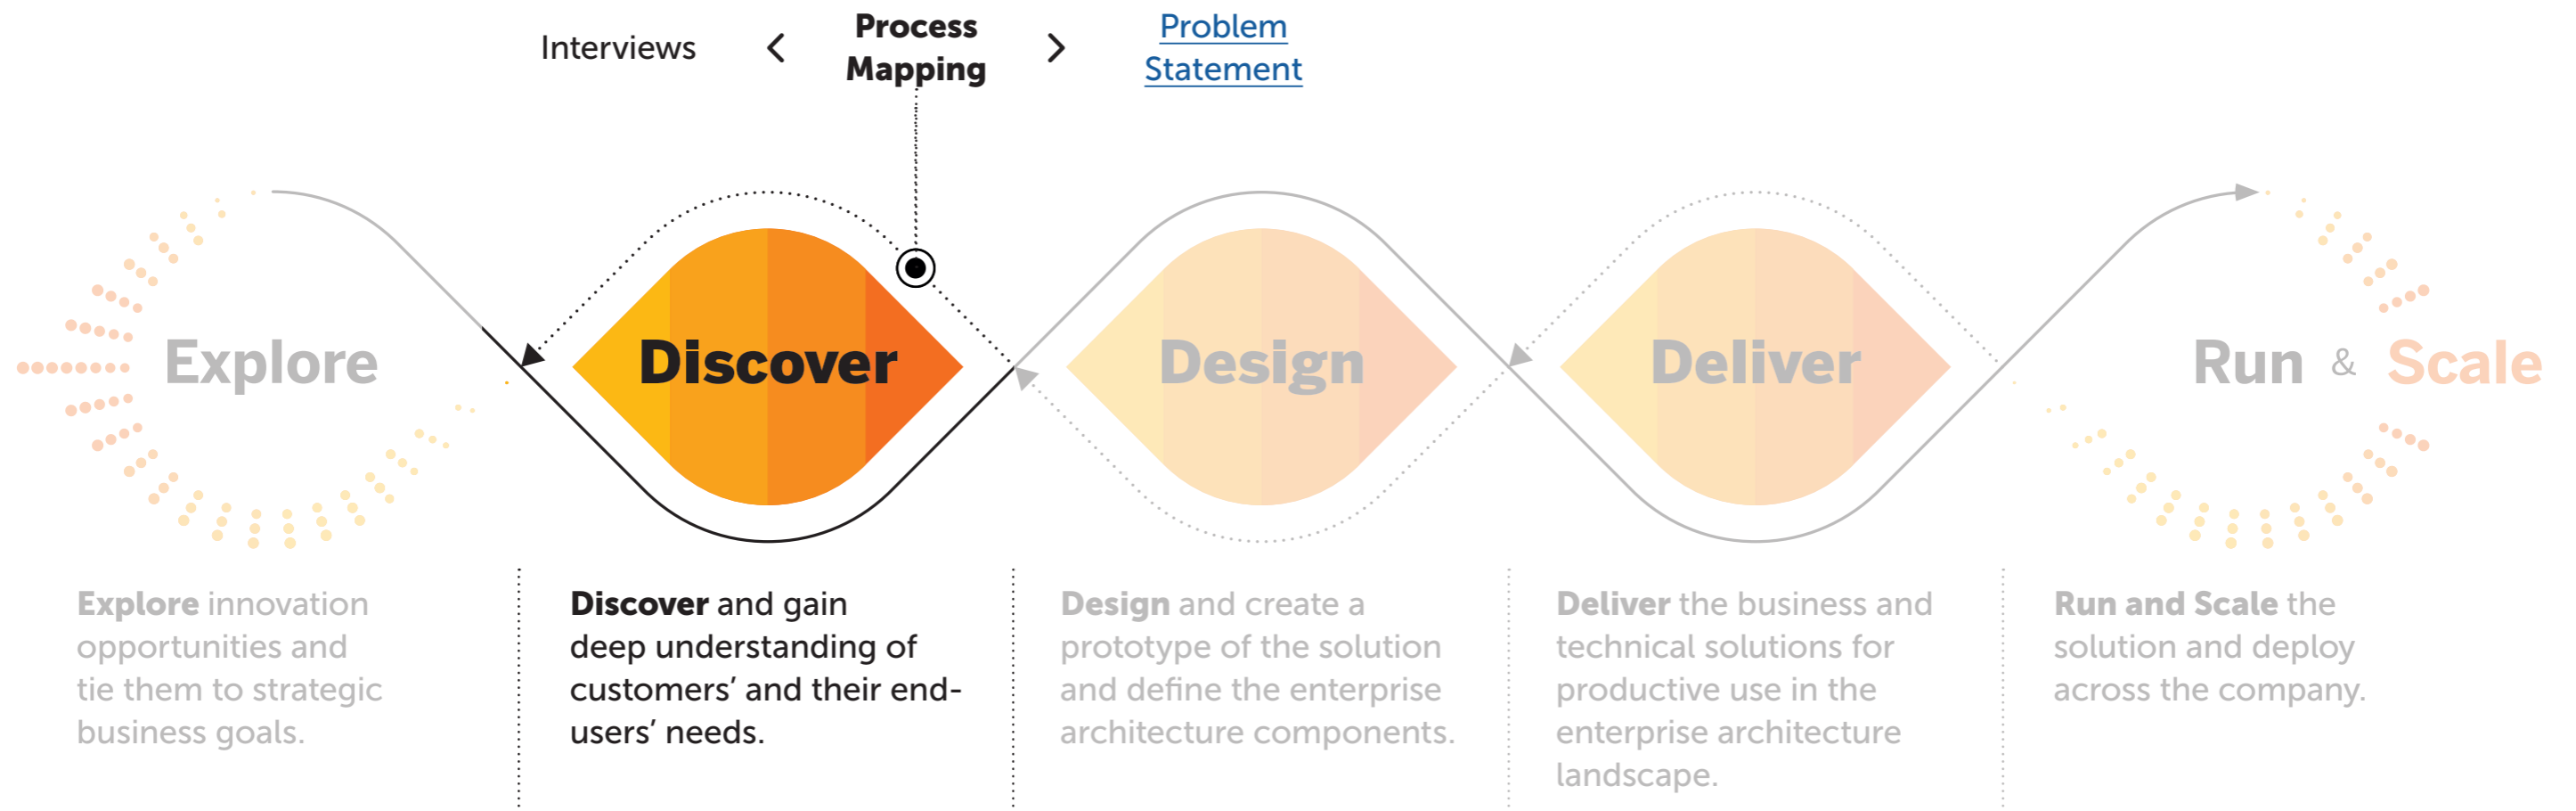 Interviews < Process Mapping > Problem Statement
Explore
Discover
Design
Deliver
Run & Scale
Explore innovation
opportunities and
tie them to strategic
business goals.
Discover and gain
deep understanding of
customers’ and their end-
users’ needs.
Design and create a
prototype of the solution
and define the enterprise
architecture components.
Deliver the business and
technical solutions for
productive use in the
enterprise architecture
landscape.
Run and Scale the
solution and deploy
across the company.